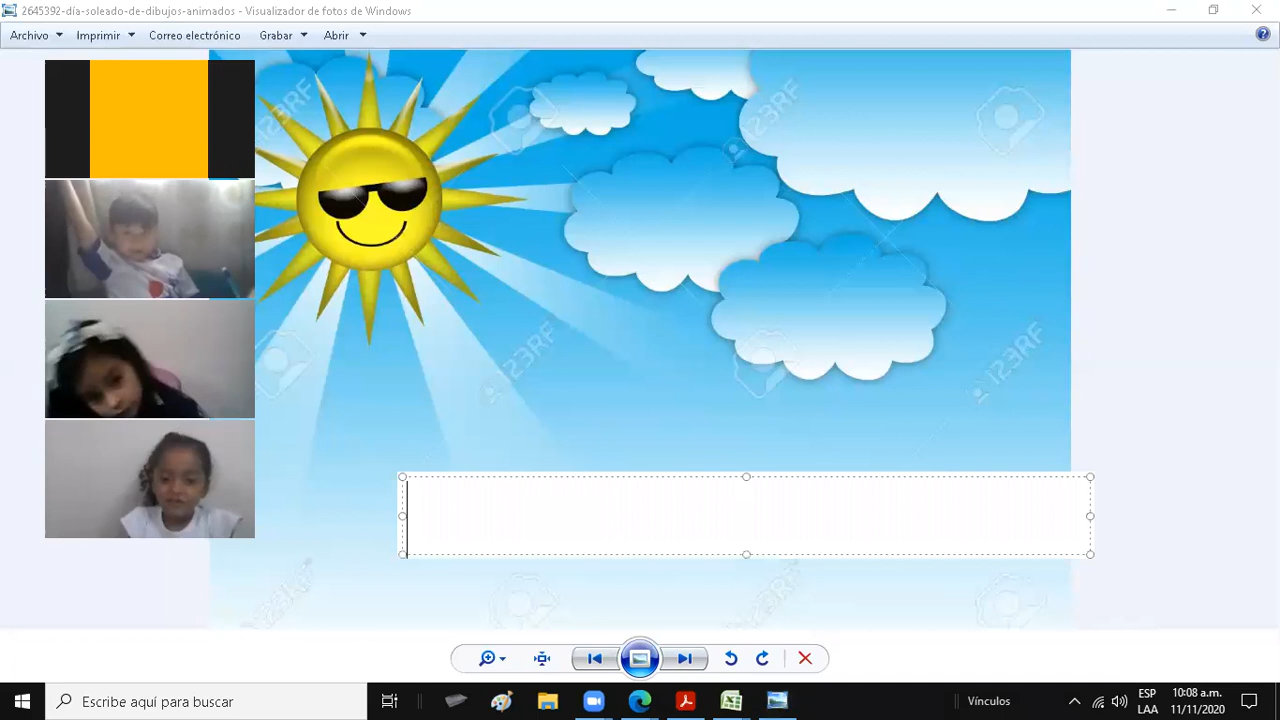 2645392-día-soleado-de-dibujos-animados - Visualizador de fotos de Windows
Archivo Imprimir Correo electrónico Grabar Abrir
123RF
123RF
123RF
123RF
123RF
Escribe aquí para buscar
Vínculos
ESP
LAA
10:08 a.m.
11/11/2020